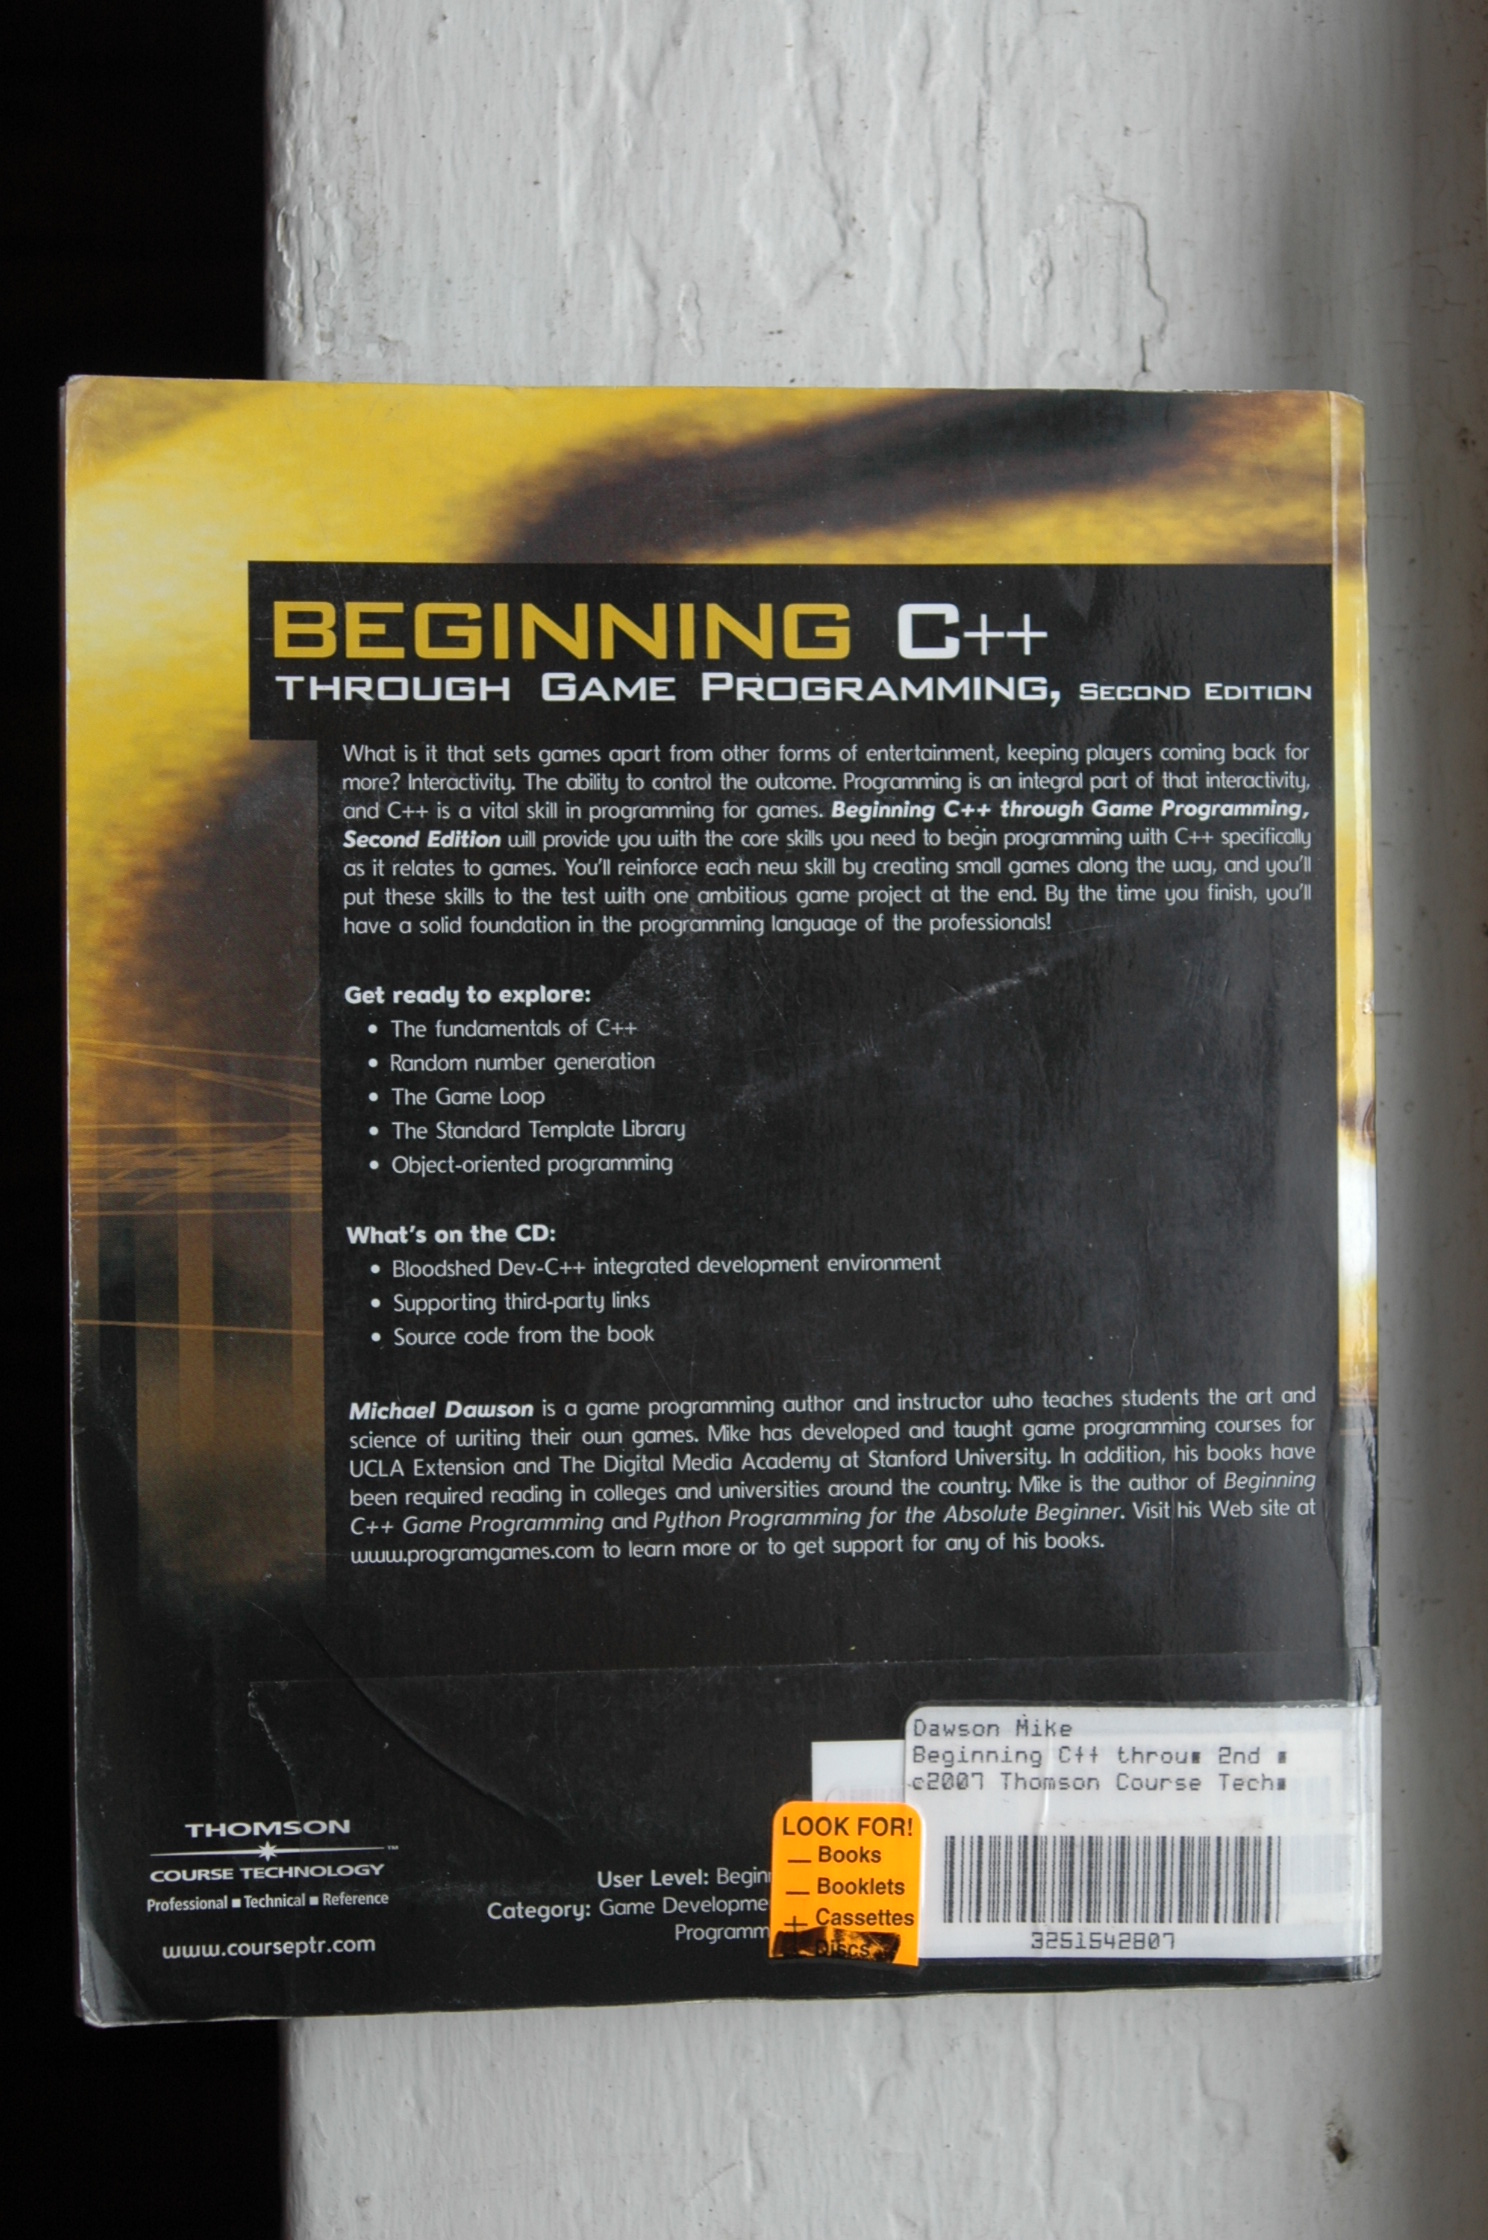 BEGINNING C++
THROUGH GAME PROGRAMMING, SECOND EDITION
What is it that sets games apart from other forms of entertainment, keeping players coming back for
more? Interactivity. The ability to control the outcome. Programming is an integral part of that interactivity,
and C++ is a vital skill in programming for games. Beginning C++ through Game Programming,
Second Edition will provide you with the core skills you need to begin programming with C++ specifically
as it relates to games. You'll reinforce each new skill by creating small games along the way, and you'll
put these skills to the test with one ambitious game project at the end. By the time you finish, you'll
have a solid foundation in the programming language of the professionals!
Get ready to explore:
• The fundamentals of C++
• Random number generation
• The Game Loop
• The Standard Template Library
• Object-oriented programming
What's on the CD:
• Bloodshed Dev-C++ integrated development environment
• Supporting third-party links
• Source code from the book
Michael Dawson is a game programming author and instructor who teaches students the art and
science of writing their own games. Mike has developed and taught game programming courses for
UCLA Extension and The Digital Media Academy at Stanford University. In addition, his books have
been required reading in colleges and universities around the country. Mike is the author of Beginning
C++ Game Programming and Python Programming for the Absolute Beginner. Visit his Web site at
www.programgames.com to learn more or to get support for any of his books.
THOMSON
™
COURSE TECHNOLOGY
Professional ■ Technical ■ Reference
www.courseptr.com
User Level: Begin
Category: Game Developme
Programm
LOOK FOR!
Books
Booklets
+ Cassettes
Discs
Dawson Mike
Beginning C++ throu 2nd
c2007 Thomson Course Tech
3251542807